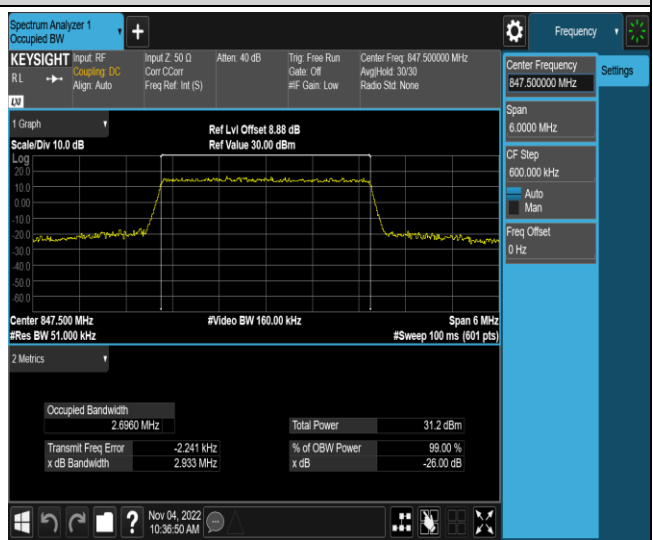 Spectrum Analyzer 1
Occupied BW
+
Frequency
KEYSIGHT
R L
LXI
Input: RF
Coupling: DC
Align: Auto
Input Z: 50 Ω
Corr CCorr
Freq Ref: Int (S)
Atten: 40 dB
Trig: Free Run
Gate: Off
#IF Gain: Low
Center Freq: 847.500000 MHz
Avg|Hold: 30/30
Radio Std: None
Center Frequency
847.500000 MHz
Settings
Span
6.0000 MHz
CF Step
600.000 kHz
Auto
Man
Freq Offset
0 Hz
1 Graph
Scale/Div 10.0 dB
Ref Lvl Offset 8.88 dB
Ref Value 30.00 dBm
Log
20.0
10.0
0.00
-10.0
-20.0
-30.0
-40.0
-50.0
-60.0
Center 847.500 MHz
#Video BW 160.00 kHz
Span 6 MHz
#Res BW 51.000 kHz
#Sweep 100 ms (601 pts)
2 Metrics
Occupied Bandwidth
2.6960 MHz
Total Power 31.2 dBm
Transmit Freq Error -2.241 kHz
% of OBW Power 99.00 %
x dB Bandwidth 2.933 MHz
x dB -26.00 dB
?
Nov 04, 2022
10:36:50 AM